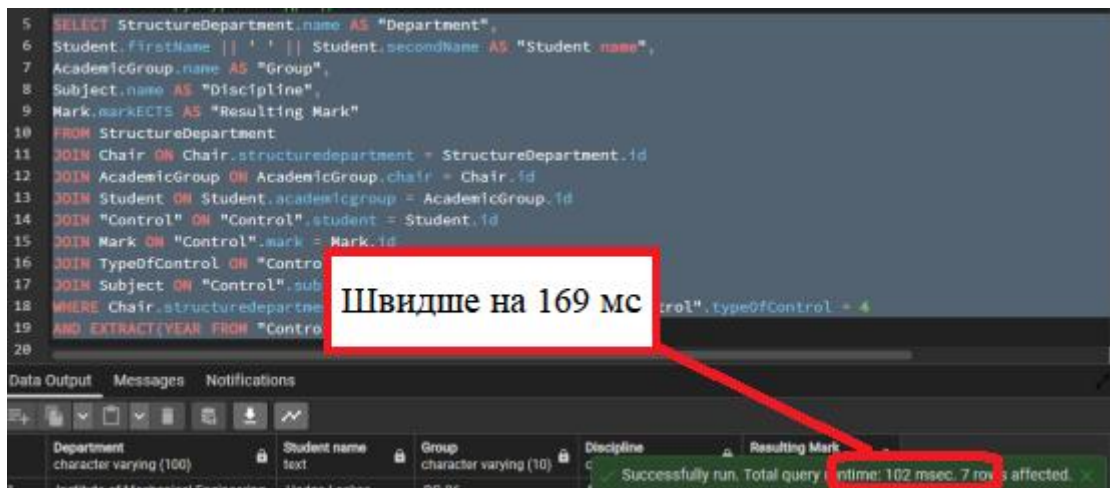 5 SELECT StructureDepartment.name AS "Department",
6 Student.firstName || ' ' || Student.secondName AS "Student name",
7 AcademicGroup.name AS "Group",
8 Subject.name AS "Discipline",
9 Mark.markECTS AS "Resulting Mark"
10 FROM StructureDepartment
11 JOIN Chair ON Chair.structuredepartment = StructureDepartment.id
12 JOIN AcademicGroup ON AcademicGroup.chair = Chair.id
13 JOIN Student ON Student.academicgroup = AcademicGroup.id
14 JOIN "Control" ON "Control".student = Student.id
15 JOIN Mark ON "Control".mark = Mark.id
16 JOIN TypeOfControl ON "Contro
17 JOIN Subject ON "Control".sub
18 WHERE Chair.structuredepartme trol".typeOfControl = 4
19 AND EXTRACT(YEAR FROM "Contro
20
Швидше на 169 мс
Data Output Messages Notifications
Department Student name Group Discipline Resulting Mark
character varying (100) text character varying (10)
Successfully run. Total query runtime: 102 msec. 7 rows affected.